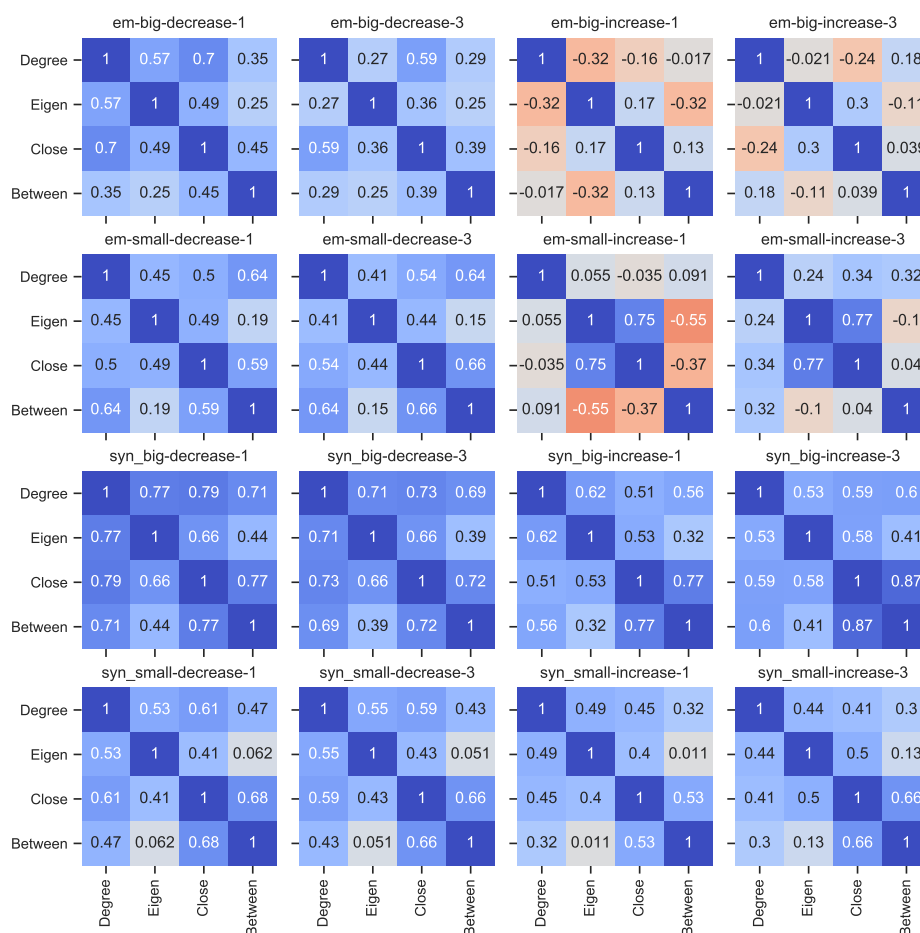 em-big-decrease-1 em-big-decrease-3 em-big-increase-1 em-big-increase-3
Degree 1 0.57 0.7 0.35 1 0.27 0.59 0.29 1 -0.32 -0.16 -0.017 1 -0.021 -0.24 0.18
Eigen 0.57 1 0.49 0.25 0.27 1 0.36 0.25 -0.32 1 0.17 -0.32 -0.021 1 0.3 -0.11
Close 0.7 0.49 1 0.45 0.59 0.36 1 0.39 -0.16 0.17 1 0.13 -0.24 0.3 1 0.039
Between 0.35 0.25 0.45 1 0.29 0.25 0.39 1 -0.017 -0.32 0.13 1 0.18 -0.11 0.039 1
em-small-decrease-1 em-small-decrease-3 em-small-increase-1 em-small-increase-3
Degree 1 0.45 0.5 0.64 1 0.41 0.54 0.64 1 0.055 -0.035 0.091 1 0.24 0.34 0.32
Eigen 0.45 1 0.49 0.19 0.41 1 0.44 0.15 0.055 1 0.75 -0.55 0.24 1 0.77 -0.1
Close 0.5 0.49 1 0.59 0.54 0.44 1 0.66 -0.035 0.75 1 -0.37 0.34 0.77 1 0.04
Between 0.64 0.19 0.59 1 0.64 0.15 0.66 1 0.091 -0.55 -0.37 1 0.32 -0.1 0.04 1
syn_big-decrease-1 syn_big-decrease-3 syn_big-increase-1 syn_big-increase-3
Degree 1 0.77 0.79 0.71 1 0.71 0.73 0.69 1 0.62 0.51 0.56 1 0.53 0.59 0.6
Eigen 0.77 1 0.66 0.44 0.71 1 0.66 0.39 0.62 1 0.53 0.32 0.53 1 0.58 0.41
Close 0.79 0.66 1 0.77 0.73 0.66 1 0.72 0.51 0.53 1 0.77 0.59 0.58 1 0.87
Between 0.71 0.44 0.77 1 0.69 0.39 0.72 1 0.56 0.32 0.77 1 0.6 0.41 0.87 1
syn_small-decrease-1 syn_small-decrease-3 syn_small-increase-1 syn_small-increase-3
Degree 1 0.53 0.61 0.47 1 0.55 0.59 0.43 1 0.49 0.45 0.32 1 0.44 0.41 0.3
Eigen 0.53 1 0.41 0.062 0.55 1 0.43 0.051 0.49 1 0.4 0.011 0.44 1 0.5 0.13
Close 0.61 0.41 1 0.68 0.59 0.43 1 0.66 0.45 0.4 1 0.53 0.41 0.5 1 0.66
Between 0.47 0.062 0.68 1 0.43 0.051 0.66 1 0.32 0.011 0.53 1 0.3 0.13 0.66 1
Degree Eigen Close Between Degree Eigen Close Between Degree Eigen Close Between Degree Eigen Close Between